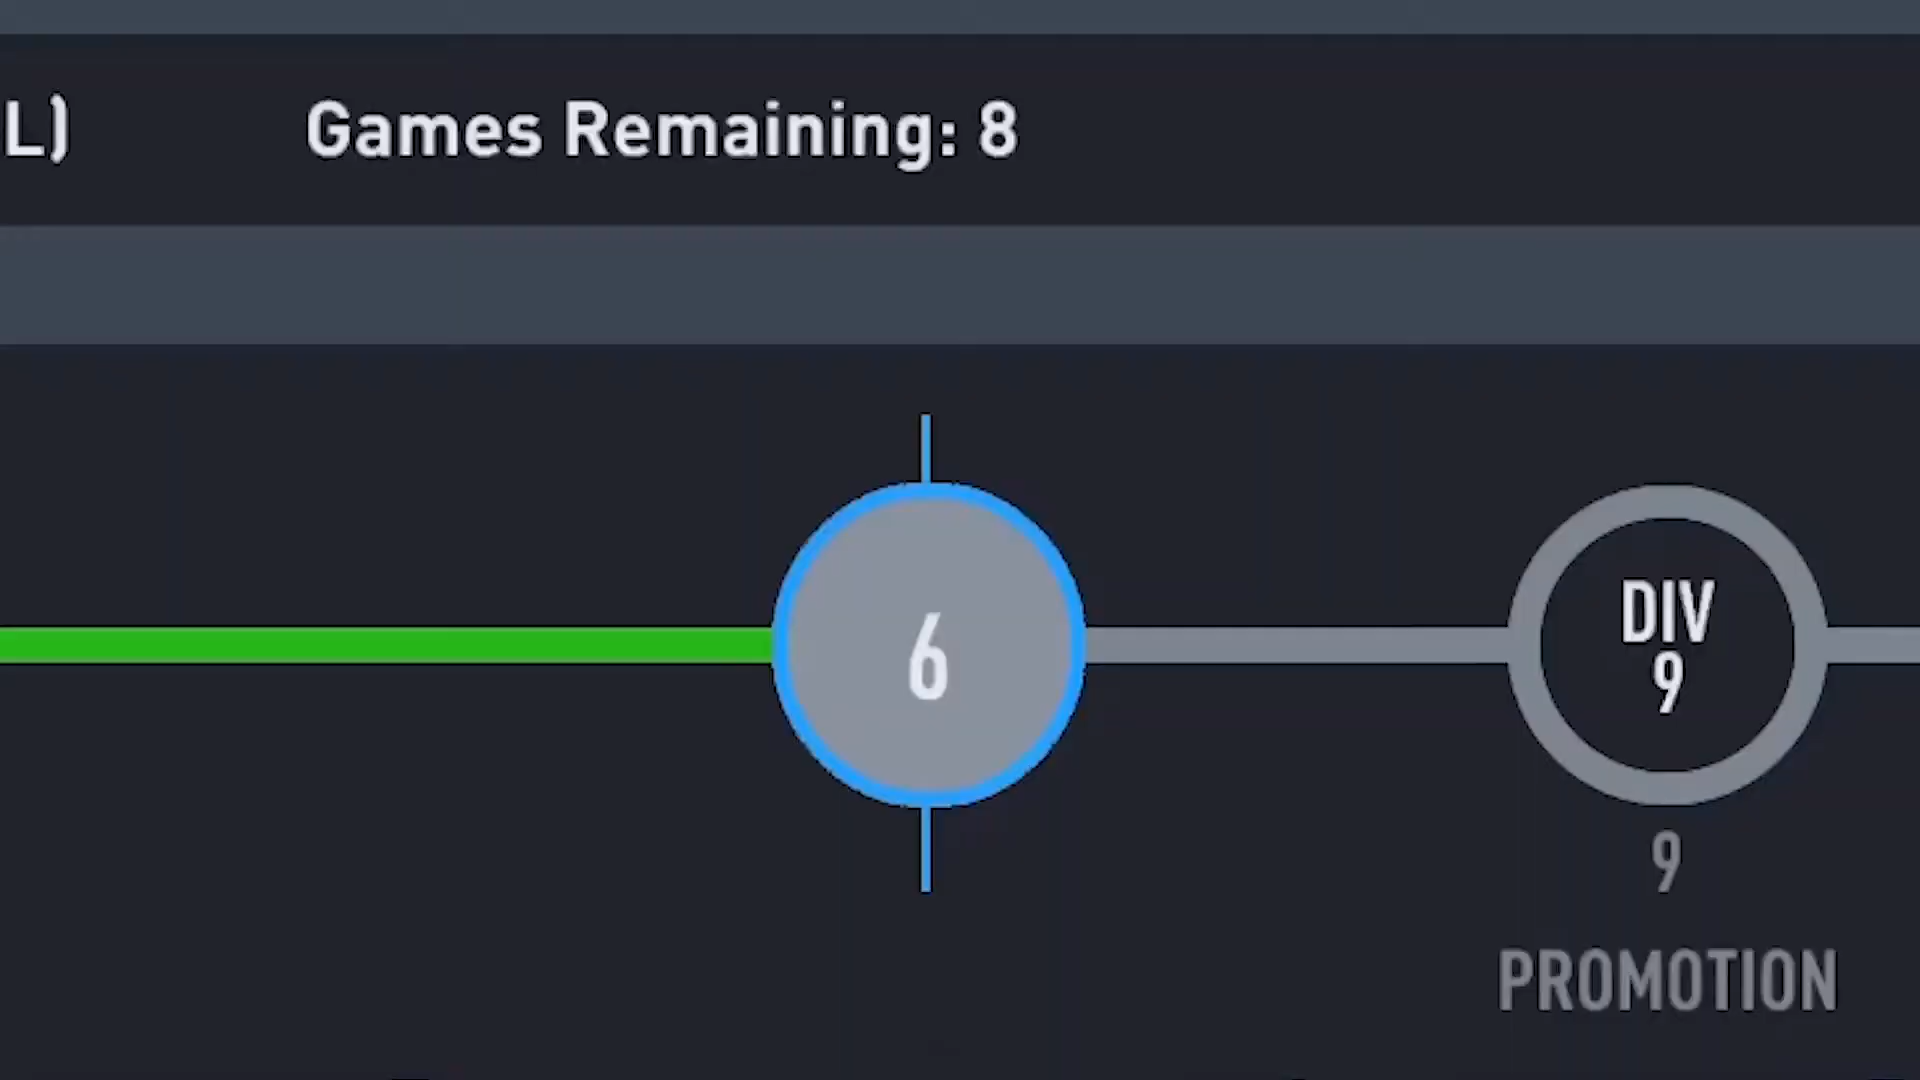 L)
Games Remaining: 8
6
DIV
9
9
PROMOTION